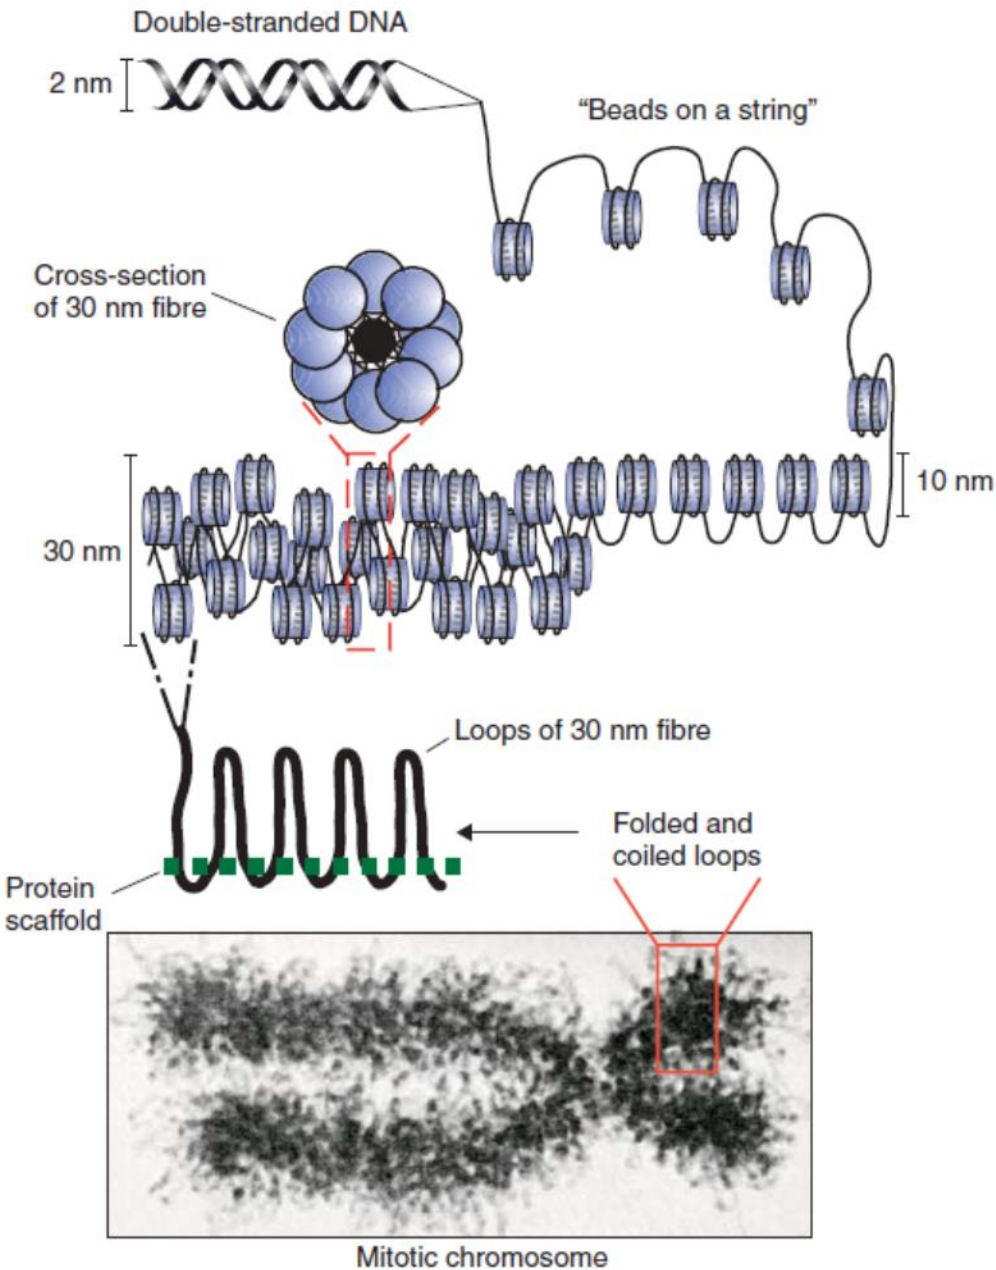 Double-stranded DNA
2 nm
“Beads on a string”
Cross-section
of 30 nm fibre
10 nm
30 nm
Loops of 30 nm fibre
Folded and
coiled loops
Protein
scaffold
Mitotic chromosome